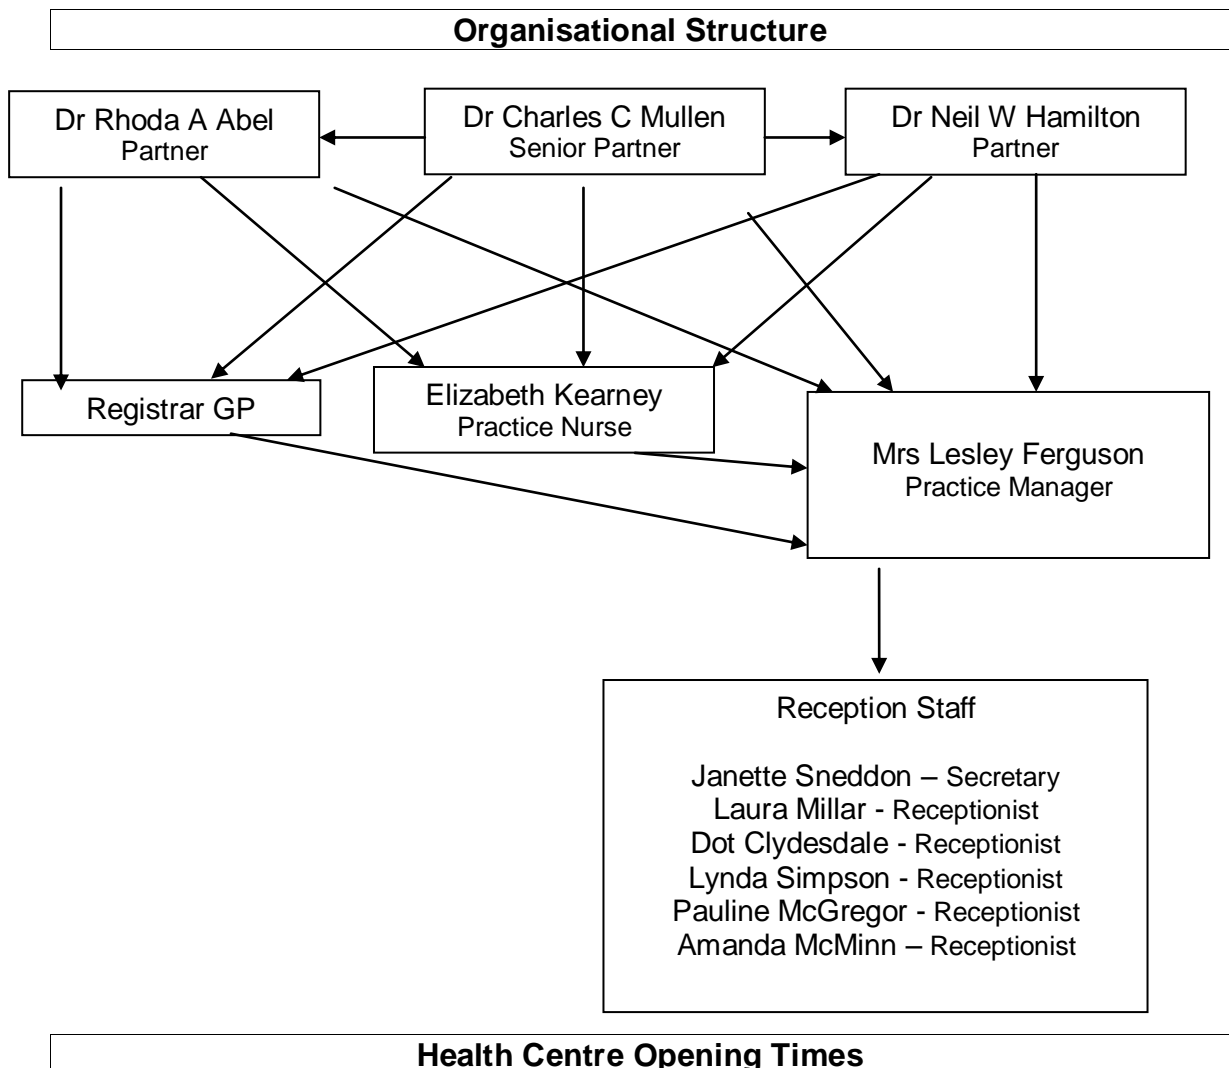 Organisational Structure
Dr Rhoda A Abel
Partner
Dr Charles C Mullen
Senior Partner
Dr Neil W Hamilton
Partner
Registrar GP
Elizabeth Kearney
Practice Nurse
Mrs Lesley Ferguson
Practice Manager
Reception Staff
Janette Sneddon – Secretary
Laura Millar - Receptionist
Dot Clydesdale - Receptionist
Lynda Simpson - Receptionist
Pauline McGregor - Receptionist
Amanda McMinn – Receptionist
Health Centre Opening Times